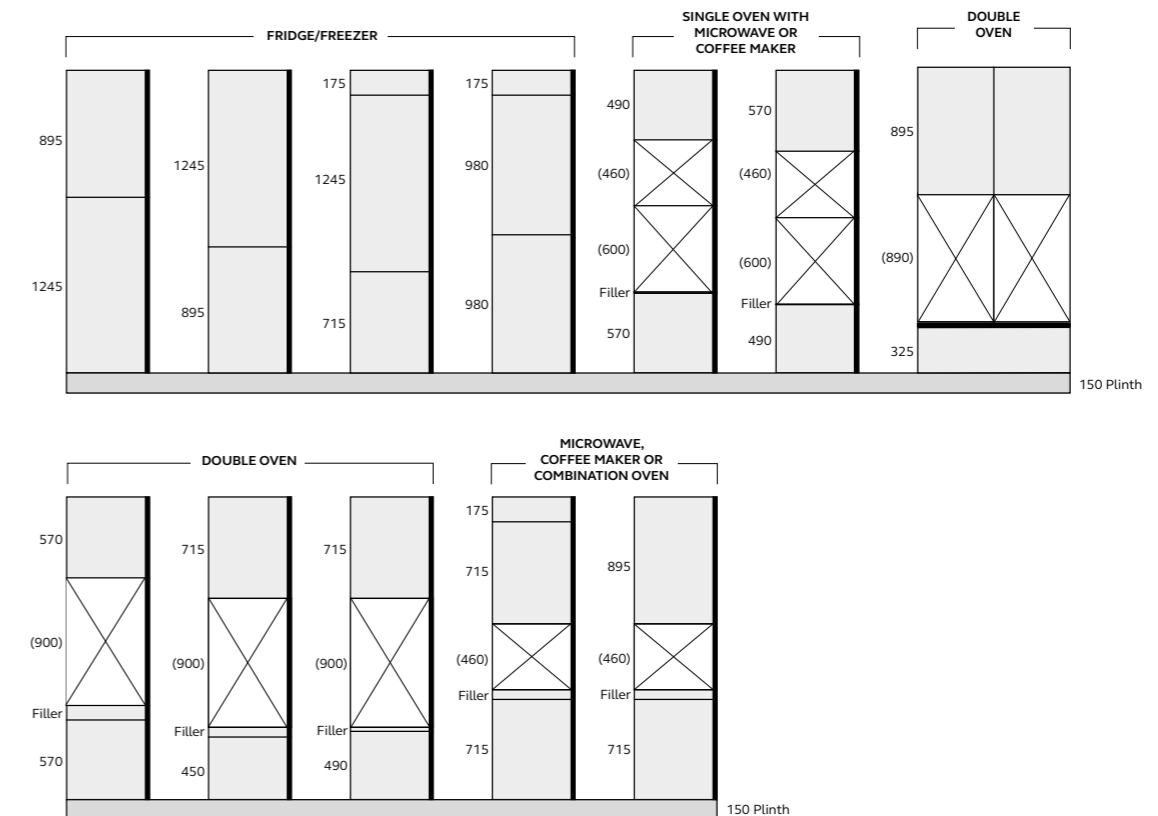 FRIDGE/FREEZER
SINGLE OVEN WITH
MICROWAVE OR
COFFEE MAKER
DOUBLE
OVEN
895
1245
1245
895
175
1245
715
175
980
980
490
(460)
(600)
Filler
570
570
(460)
(600)
Filler
490
895
(890)
325
150 Plinth
DOUBLE OVEN
MICROWAVE,
COFFEE MAKER OR
COMBINATION OVEN
570
(900)
Filler
570
715
(900)
Filler
450
715
(900)
Filler
490
175
715
(460)
Filler
715
895
(460)
Filler
715
150 Plinth